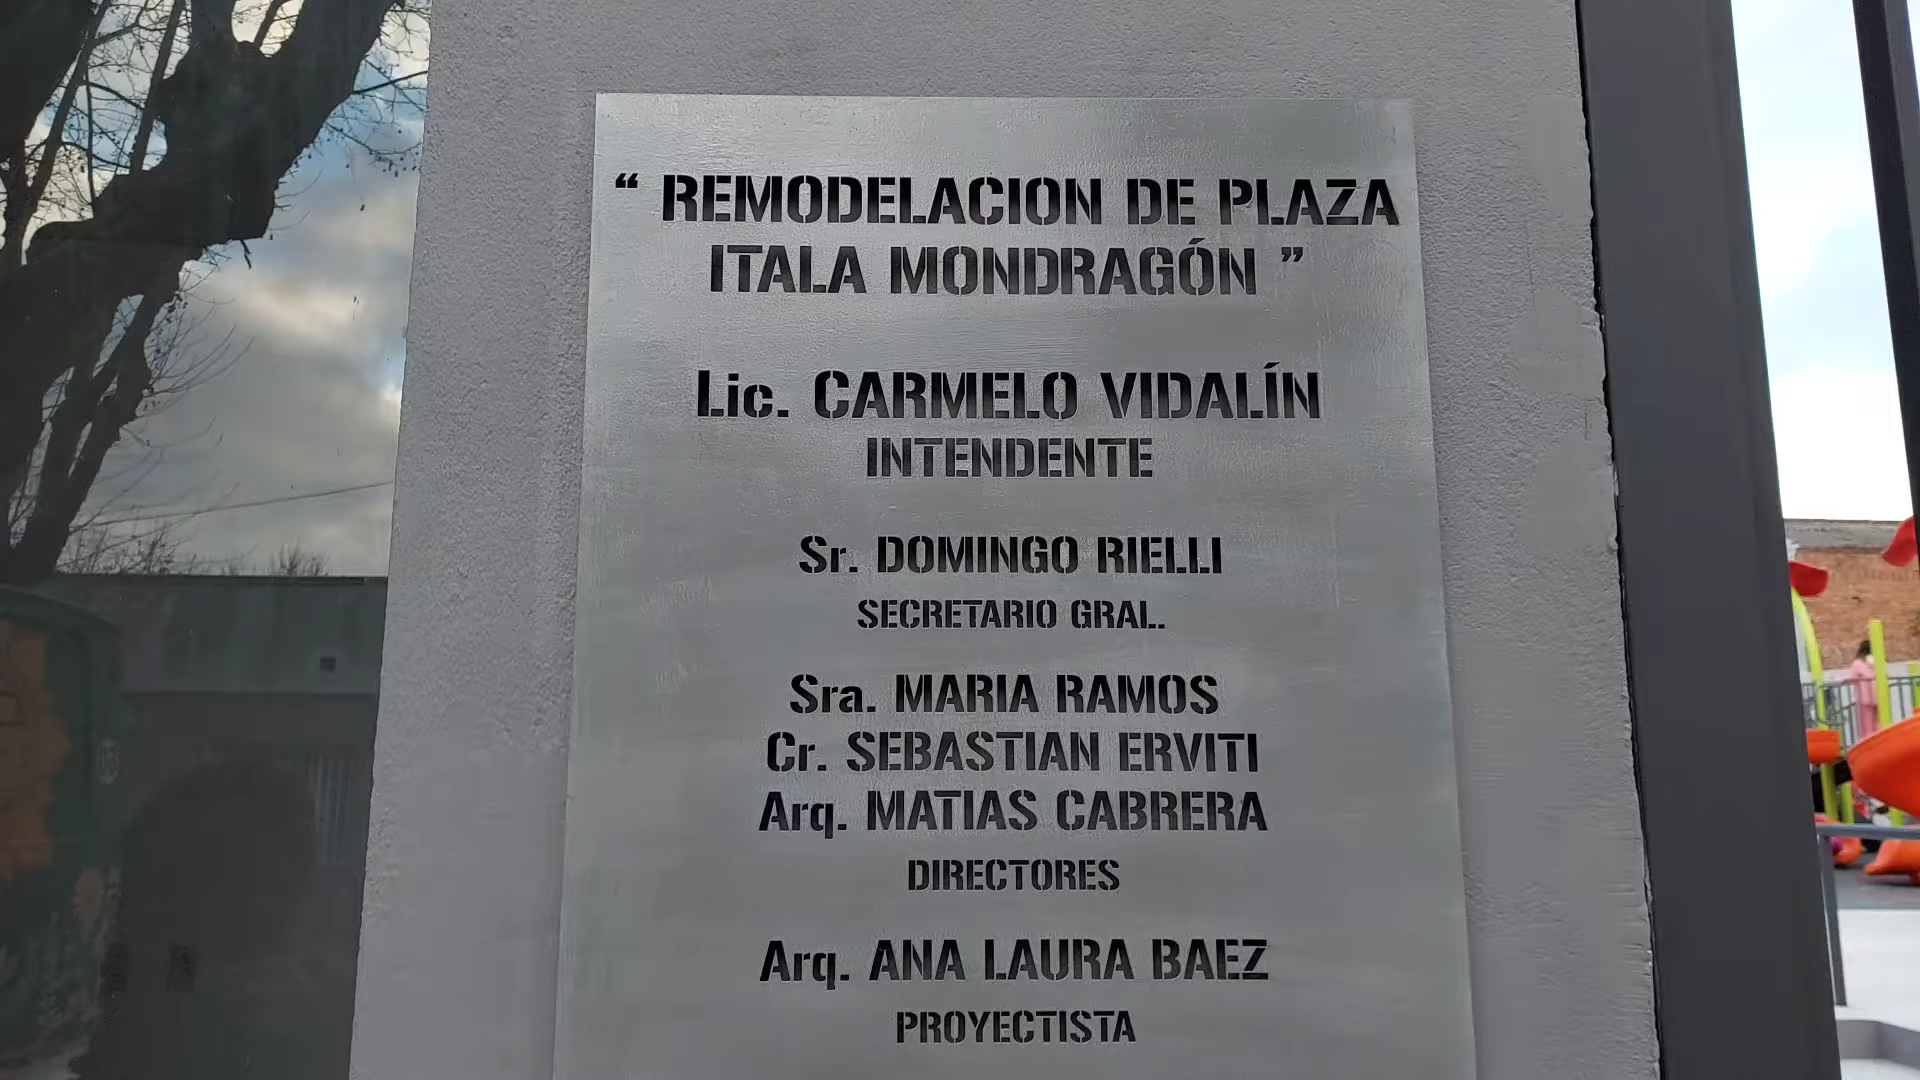 “ REMODELACION DE PLAZA
ITALA MONDRAGÓN ”
Lic. CARMELO VIDALÍN
INTENDENTE
Sr. DOMINGO RIELLI
SECRETARIO GRAL.
Sra. MARIA RAMOS
Cr. SEBASTIAN ERVITI
Arq. MATIAS CABRERA
DIRECTORES
Arq. ANA LAURA BAEZ
PROYECTISTA